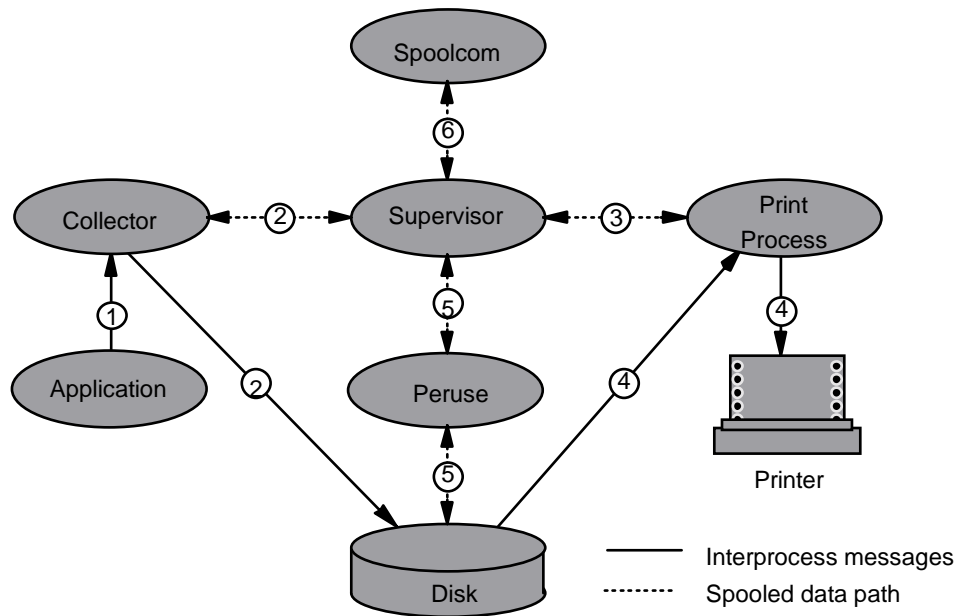 Spoolcom
6
Collector
2
Supervisor
3
Print
Process
1
5
4
Application
2
Peruse
4
5
Printer
Disk
Interprocess messages
Spooled data path